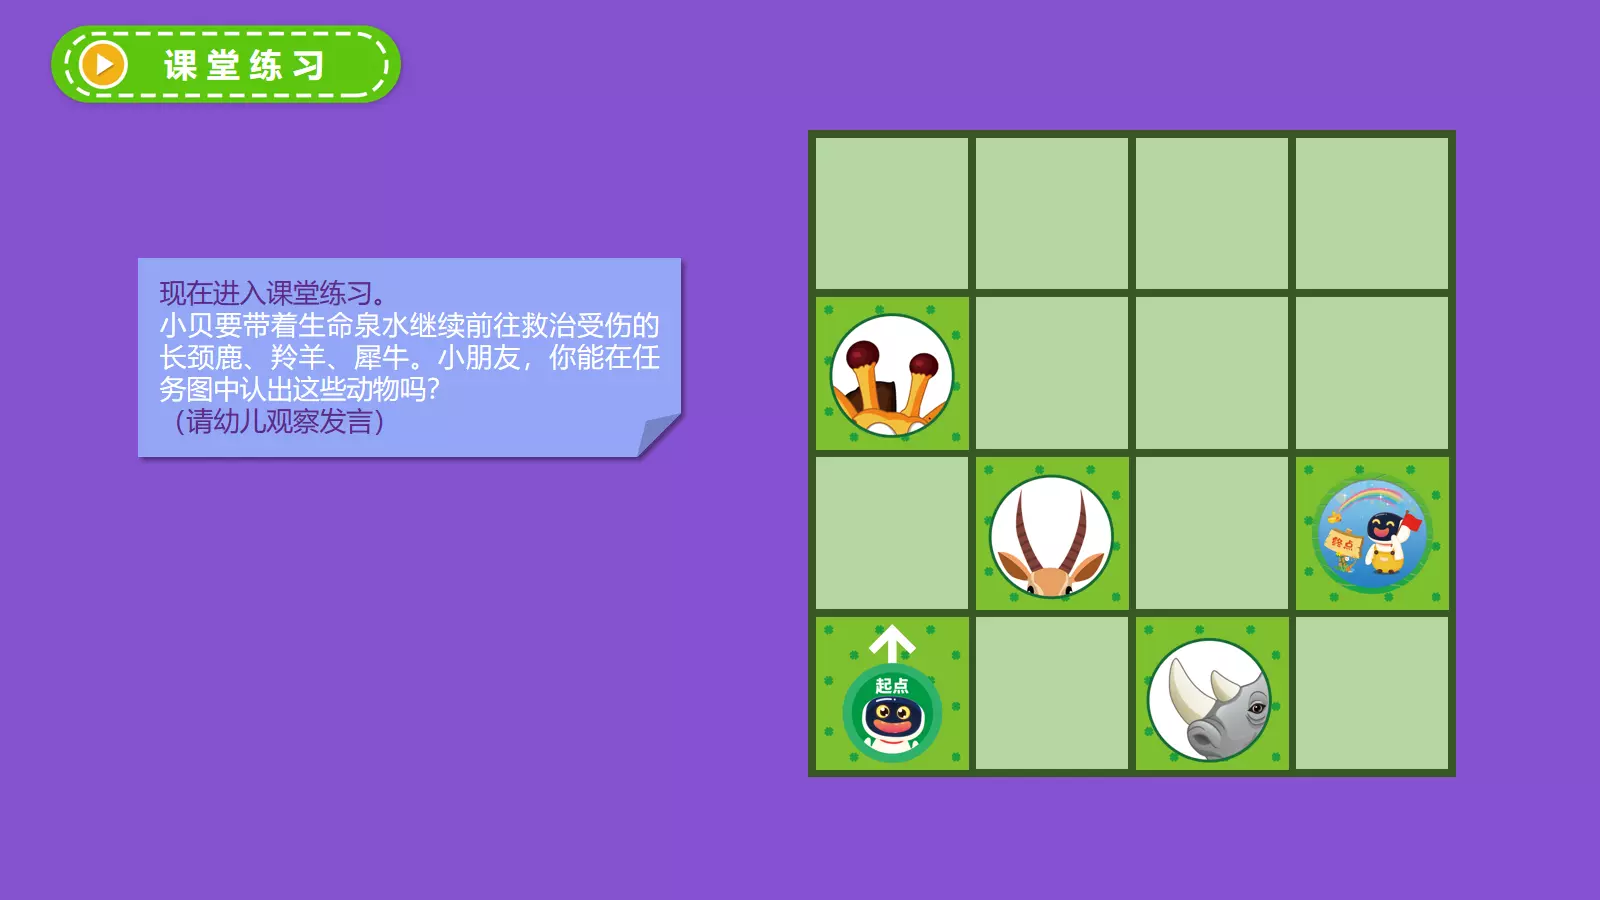 课堂练习
现在进入课堂练习。
小贝要带着生命泉水继续前往救治受伤的
长颈鹿、羚羊、犀牛。小朋友，你能在任
务图中认出这些动物吗？
（请幼儿观察发言）
终点
起点